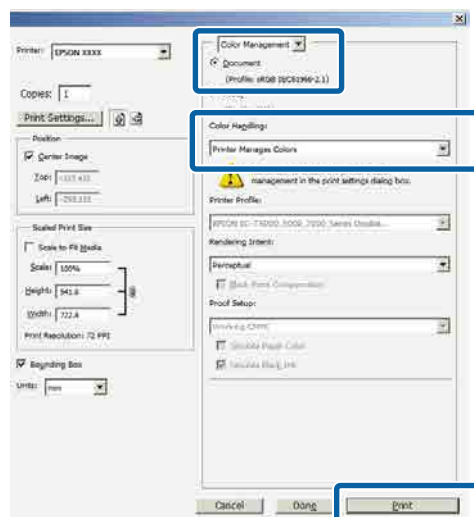 Printer: EPSON XXXX
Copies: 1
Print Settings...
Position
Center Image
Top:
Left:
Scaled Print Size
Scale to Fit Media
Scale: 100%
Height: 941.6
Width: 722.4
Print Resolution: 72 PPI
Bounding Box
Units: mm
Color Management
Document
(Profile: sRGB IEC61966-2.1)
Color Handling:
Printer Manages Colors
management in the print settings dialog box.
Printer Profile:
Rendering Intent:
Perceptual
Black Point Compensation
Proof Setup:
Working CMYK
Simulate Paper Color
Simulate Black Ink
Cancel
Done
Print